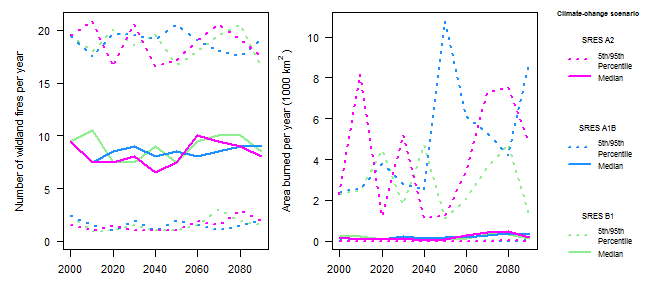 Number of wildland fires per year
20
15
10
5
0
2000 2020 2040 2060 2080
Area burned per year (1000 km²)
10
8
6
4
2
0
2000 2020 2040 2060 2080
Climate-change scenario
SRES A2
5th/95th
Percentile
Median
SRES A1B
5th/95th
Percentile
Median
SRES B1
5th/95th
Percentile
Median